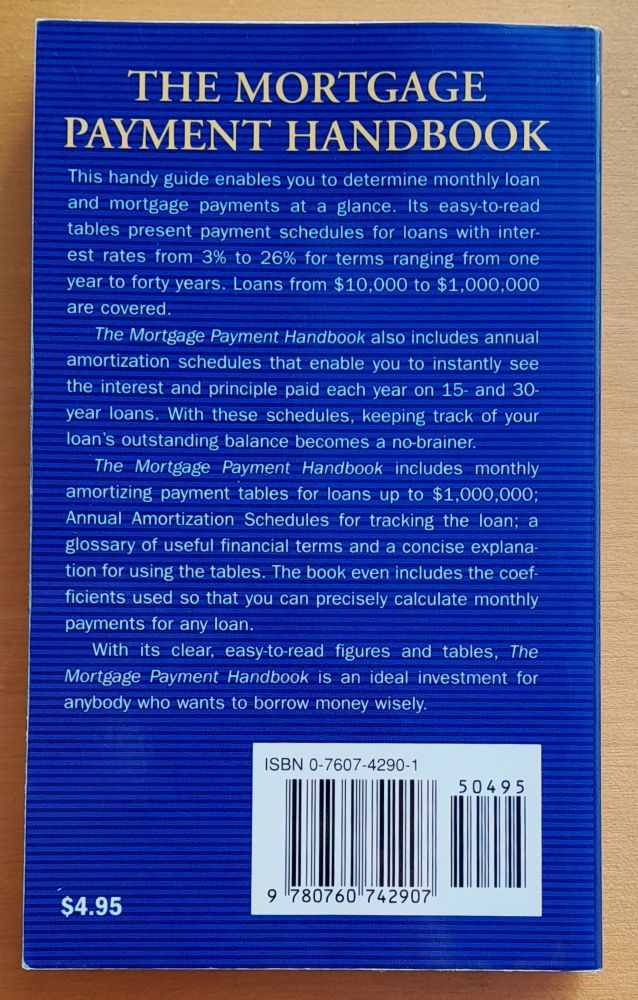 THE MORTGAGE
PAYMENT HANDBOOK
This handy guide enables you to determine monthly loan
and mortgage payments at a glance. Its easy-to-read
tables present payment schedules for loans with inter-
est rates from 3% to 26% for terms ranging from one
year to forty years. Loans from $10,000 to $1,000,000
are covered.
The Mortgage Payment Handbook also includes annual
amortization schedules that enable you to instantly see
the interest and principle paid each year on 15- and 30-
year loans. With these schedules, keeping track of your
loan's outstanding balance becomes a no-brainer.
The Mortgage Payment Handbook includes monthly
amortizing payment tables for loans up to $1,000,000;
Annual Amortization Schedules for tracking the loan; a
glossary of useful financial terms and a concise explana-
tion for using the tables. The book even includes the coef-
ficients used so that you can precisely calculate monthly
payments for any loan.
With its clear, easy-to-read figures and tables, The
Mortgage Payment Handbook is an ideal investment for
anybody who wants to borrow money wisely.
ISBN 0-7607-4290-1
50495
9 780760 742907
$4.95